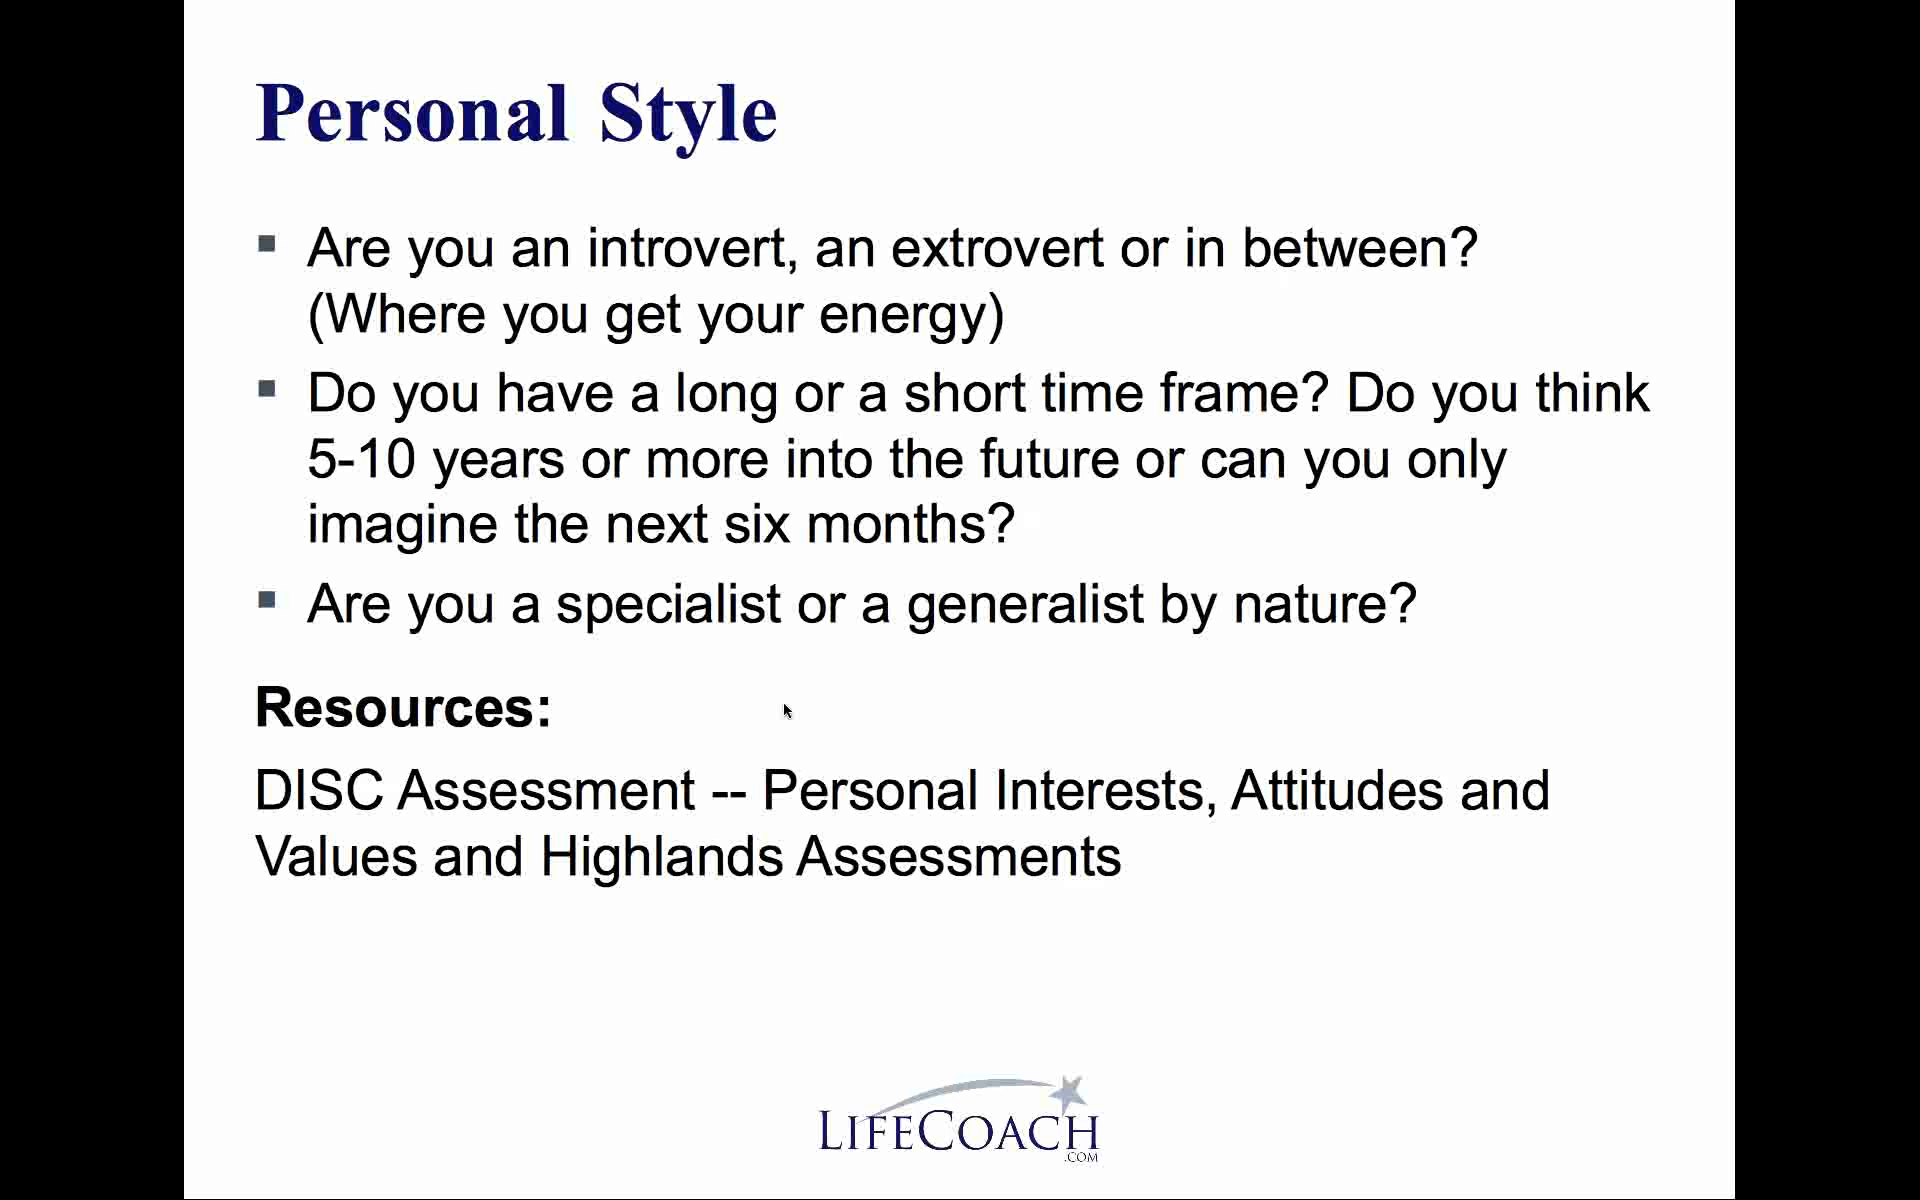 Personal Style
▪ Are you an introvert, an extrovert or in between?
(Where you get your energy)
▪ Do you have a long or a short time frame? Do you think
5-10 years or more into the future or can you only
imagine the next six months?
▪ Are you a specialist or a generalist by nature?
Resources:
DISC Assessment -- Personal Interests, Attitudes and
Values and Highlands Assessments
LIFECOACH
.COM